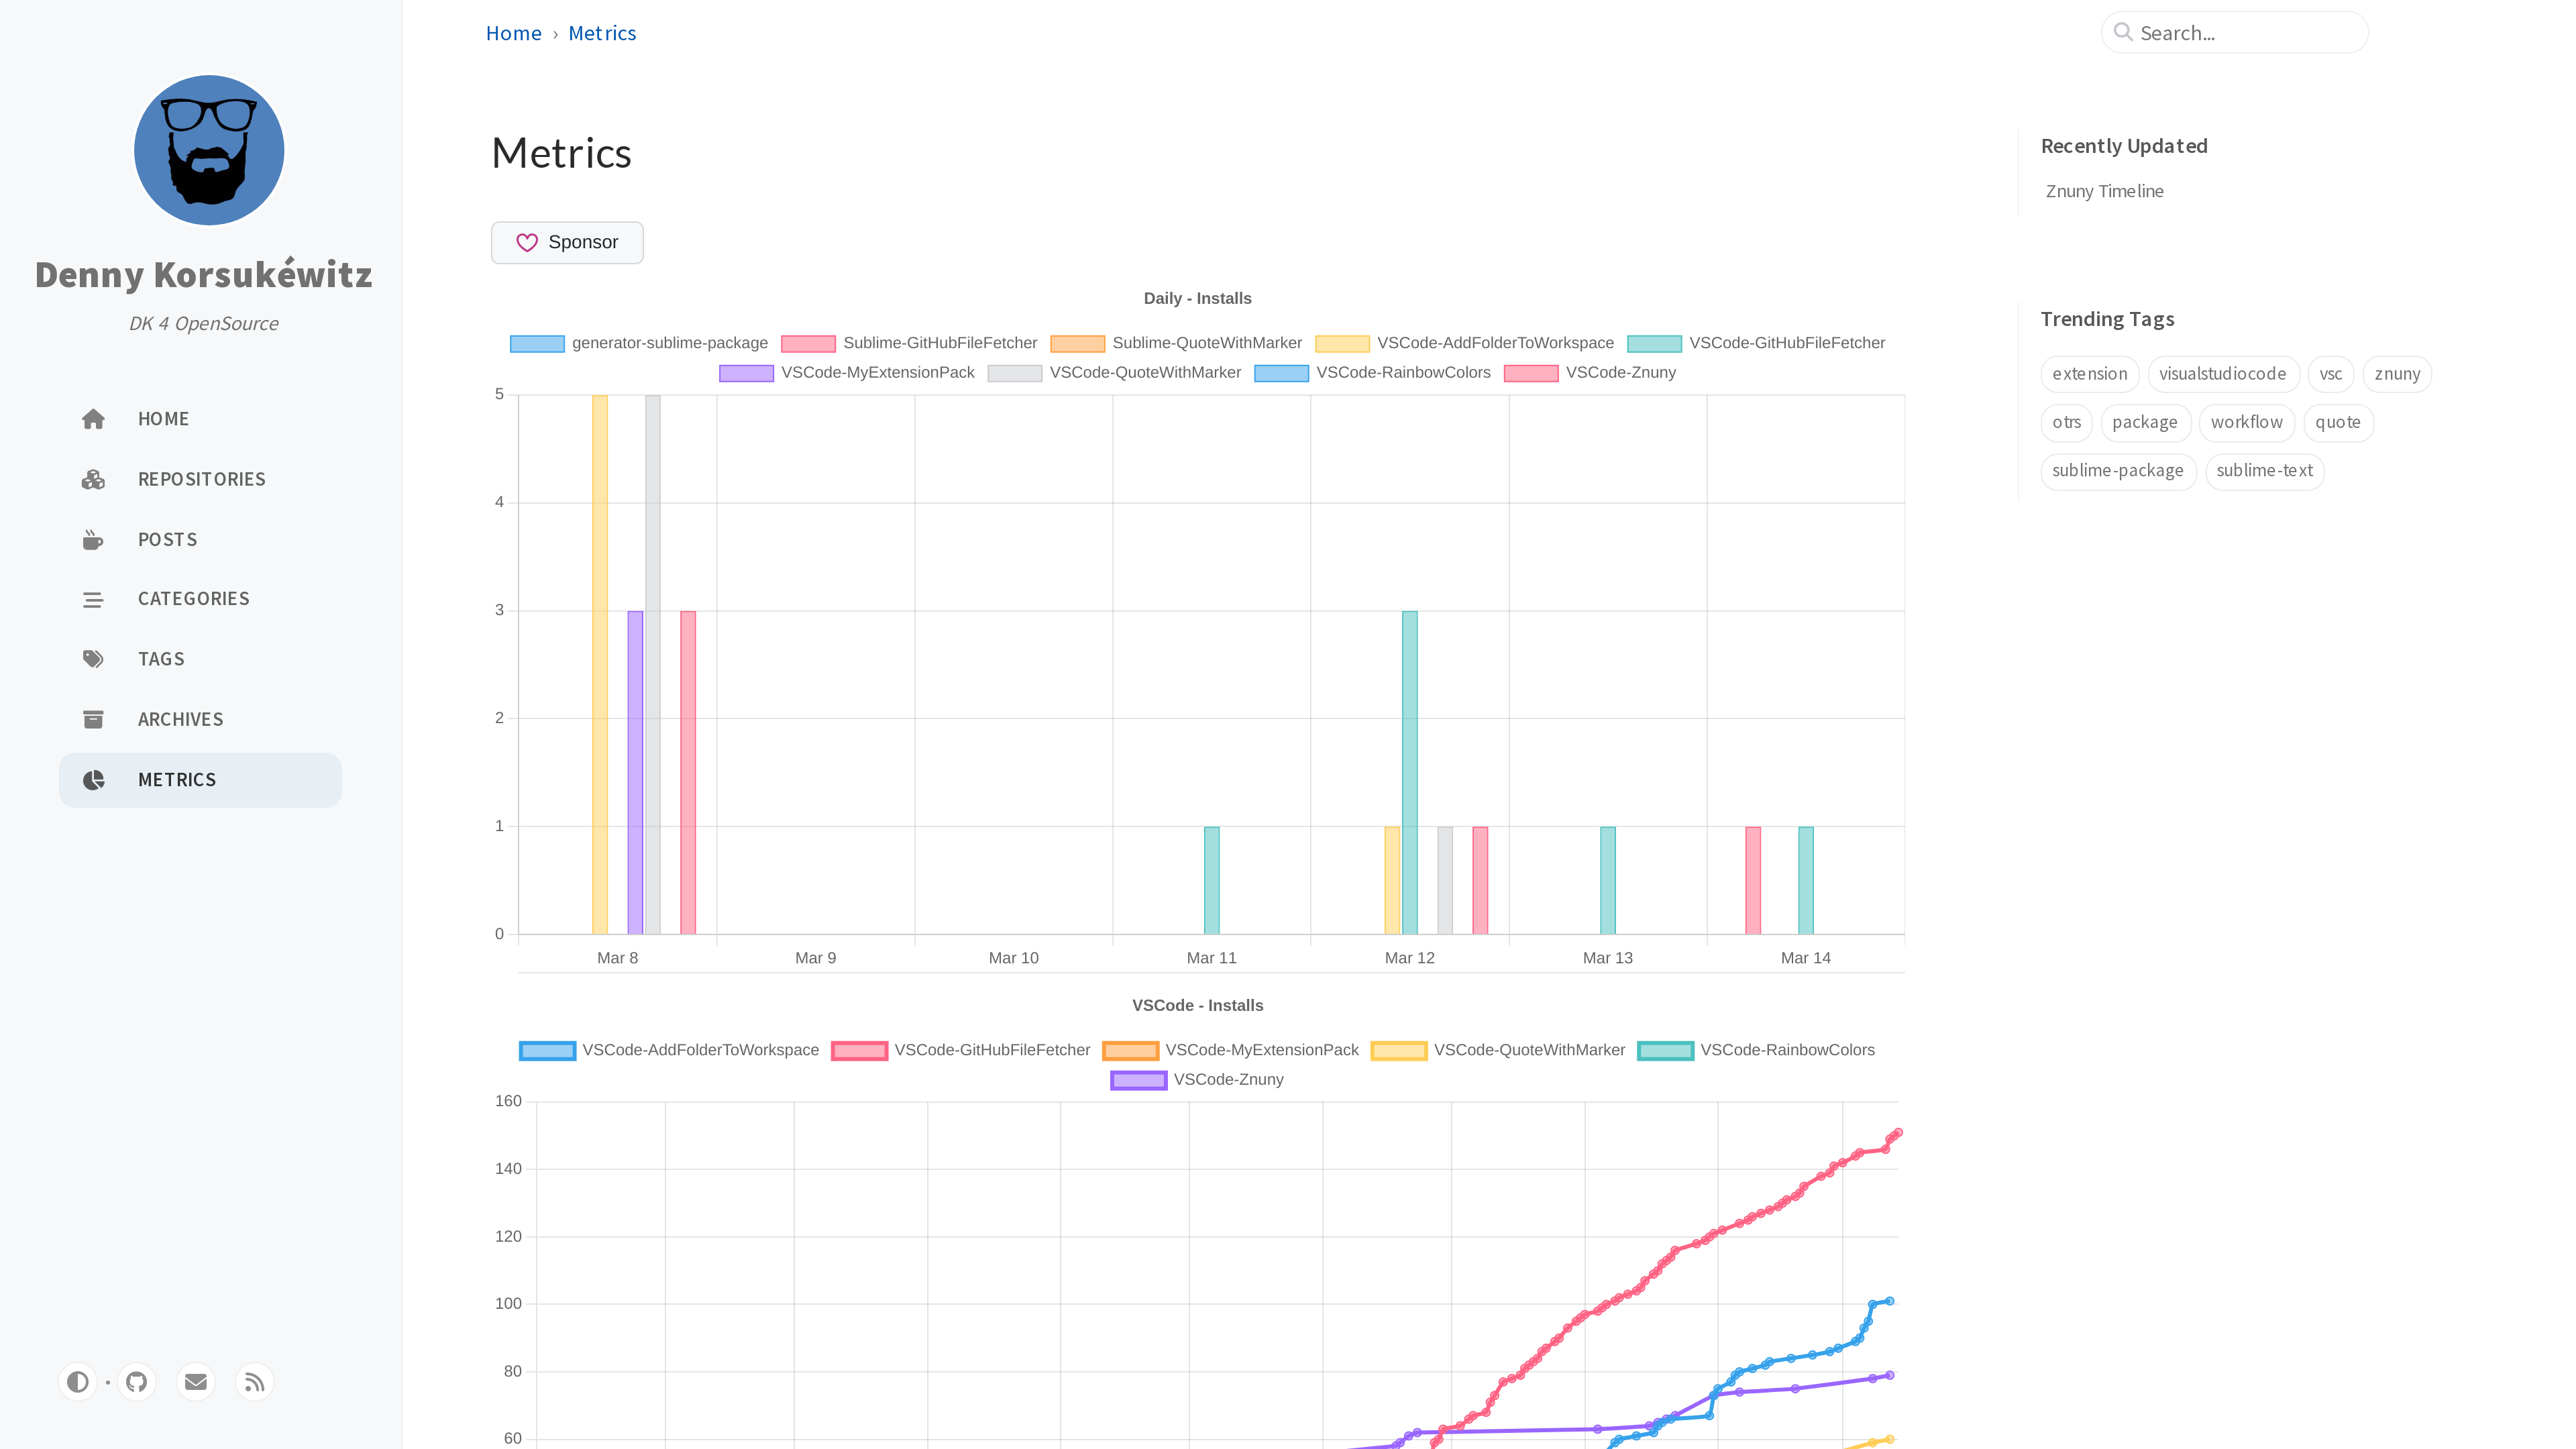 Denny Korsukéwitz
DK 4 OpenSource
HOME
REPOSITORIES
POSTS
CATEGORIES
TAGS
ARCHIVES
METRICS
Home › Metrics
Search...
Metrics
Sponsor
Daily - Installs
generator-sublime-package Sublime-GitHubFileFetcher Sublime-QuoteWithMarker VSCode-AddFolderToWorkspace VSCode-GitHubFileFetcher
VSCode-MyExtensionPack VSCode-QuoteWithMarker VSCode-RainbowColors VSCode-Znuny
5
4
3
2
1
0
Mar 8 Mar 9 Mar 10 Mar 11 Mar 12 Mar 13 Mar 14
VSCode - Installs
VSCode-AddFolderToWorkspace VSCode-GitHubFileFetcher VSCode-MyExtensionPack VSCode-QuoteWithMarker VSCode-RainbowColors
VSCode-Znuny
160
140
120
100
80
60
Recently Updated
Znuny Timeline
Trending Tags
extension visualstudiocode vsc znuny
otrs package workflow quote
sublime-package sublime-text